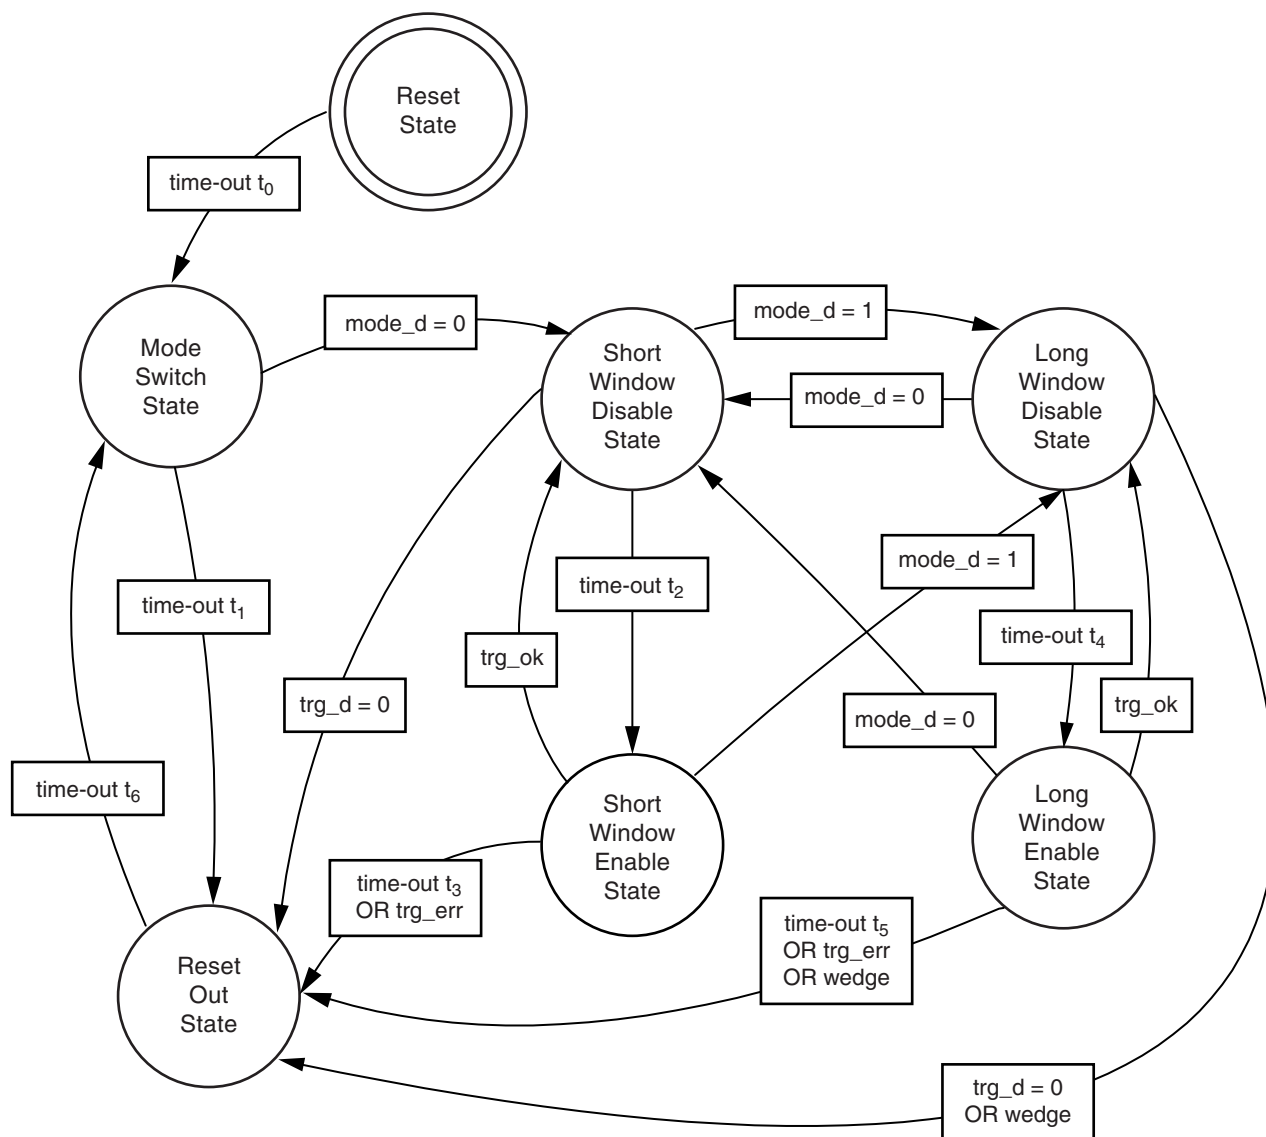 Reset
State
time-out t0
Mode
Switch
State
mode_d = 0
Short
Window
Disable
State
mode_d = 1
mode_d = 0
Long
Window
Disable
State
time-out t1
trg_ok
time-out t2
mode_d = 1
time-out t4
trg_d = 0
mode_d = 0
trg_ok
time-out t6
time-out t3
OR trg_err
Short
Window
Enable
State
Long
Window
Enable
State
time-out t5
OR trg_err
OR wedge
Reset
Out
State
trg_d = 0
OR wedge